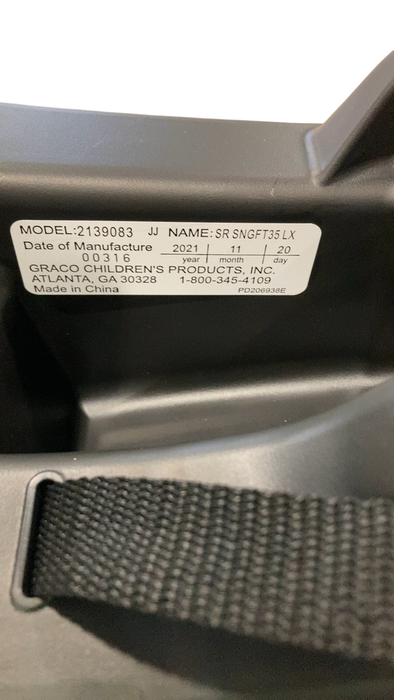 MODEL:2139083 JJ NAME:SR SNGFT35 LX
Date of Manufacture 2021 | 11 | 20
00316 year month day
GRACO CHILDREN'S PRODUCTS, INC.
ATLANTA, GA 30328 1-800-345-4109
Made in China PD206938E